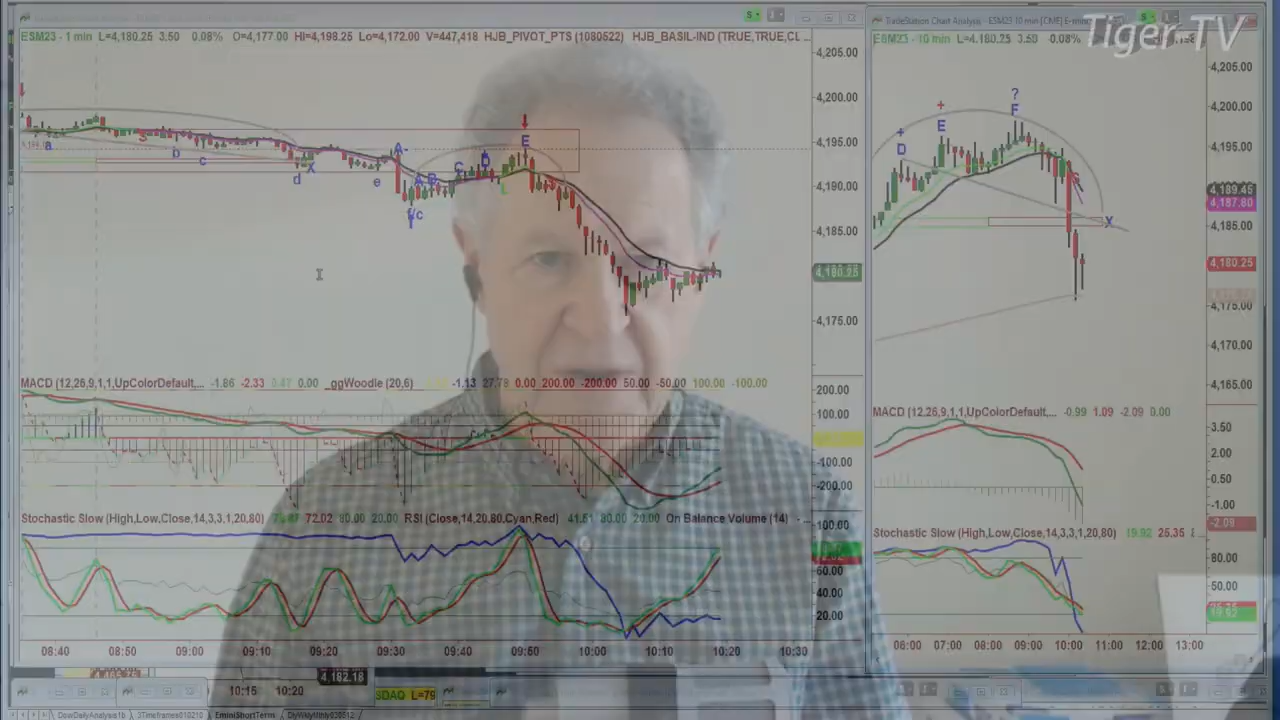 TradeStation Chart Analysis - ESM23 10 min [CME] E-mini
Tiger-TV
ESM23 - 1 min L=4,180.25 3.50 0.08% O=4,177.00 Hi=4,198.25 Lo=4,172.00 V=447,418 HJB_PIVOT_PTS (1080522) HJB_BASIL-IND (TRUE,TRUE,CL ...
ESM23 - 10 min L=4,180.25 3.50 -0.08%
4,205.00
4,200.00
4,195.00
4,190.00
4,185.00
4,180.25
4,175.00
a
S
b
c
d
X
e
A
f/c
A
B
C
D
E
L
4,205.00
4,200.00
4,195.00
4,189.45
4,187.80
4,185.00
4,180.25
4,175.00
4,170.00
4,165.00
+
D
+
E
?
F
S
X
MACD (12,26,9,1,1,UpColorDefault,... -1.86 -2.33 0.47 0.00 _ggWoodie (20,6) -1.13 27.78 0.00 200.00 -200.00 50.00 -50.00 100.00 -100.00
200.00
100.00
-100.00
-200.00
MACD (12,26,9,1,1,UpColorDefault,... -0.99 1.09 -2.09 0.00
3.50
2.00
0.50
-1.00
-2.09
Stochastic Slow (High,Low,Close,14,3,3,1,20,80) 72.02 80.00 20.00 RSI (Close,14,20,80,Cyan,Red) 41.51 80.00 20.00 On Balance Volume (14) - ...
100.00
60.00
40.00
20.00
Stochastic Slow (High,Low,Close,14,3,3,1,20,80) 19.92 25.35
80.00
50.00
19.92
08:40 08:50 09:00 09:10 09:20 09:30 09:40 09:50 10:00 10:10 10:20 10:30
06:00 07:00 08:00 09:00 10:00 11:00 12:00 13:00
10:15 10:20
4,182.18
SDAQ L=79
DowDailyAnalysis1b 3Timeframe010210 EminiShortTerm DlyWklyMthly030512